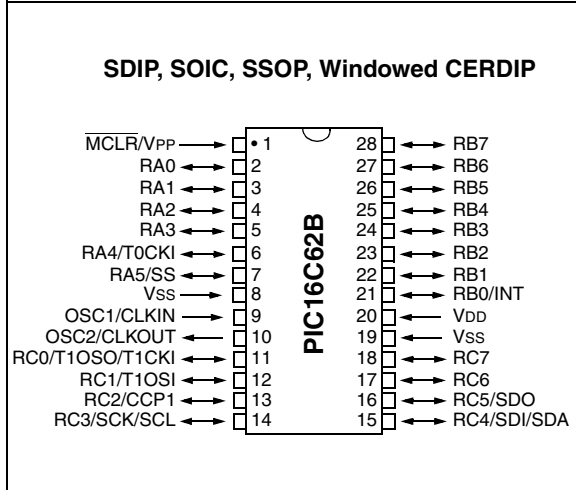 SDIP, SOIC, SSOP, Windowed CERDIP
MCLR/VPP 1 28 RB7
RA0 2 27 RB6
RA1 3 26 RB5
RA2 4 25 RB4
RA3 5 24 RB3
RA4/T0CKI 6 23 RB2
RA5/SS 7 22 RB1
VSS 8 21 RB0/INT
OSC1/CLKIN 9 20 VDD
OSC2/CLKOUT 10 19 VSS
RC0/T1OSO/T1CKI 11 18 RC7
RC1/T1OSI 12 17 RC6
RC2/CCP1 13 16 RC5/SDO
RC3/SCK/SCL 14 15 RC4/SDI/SDA
PIC16C62B